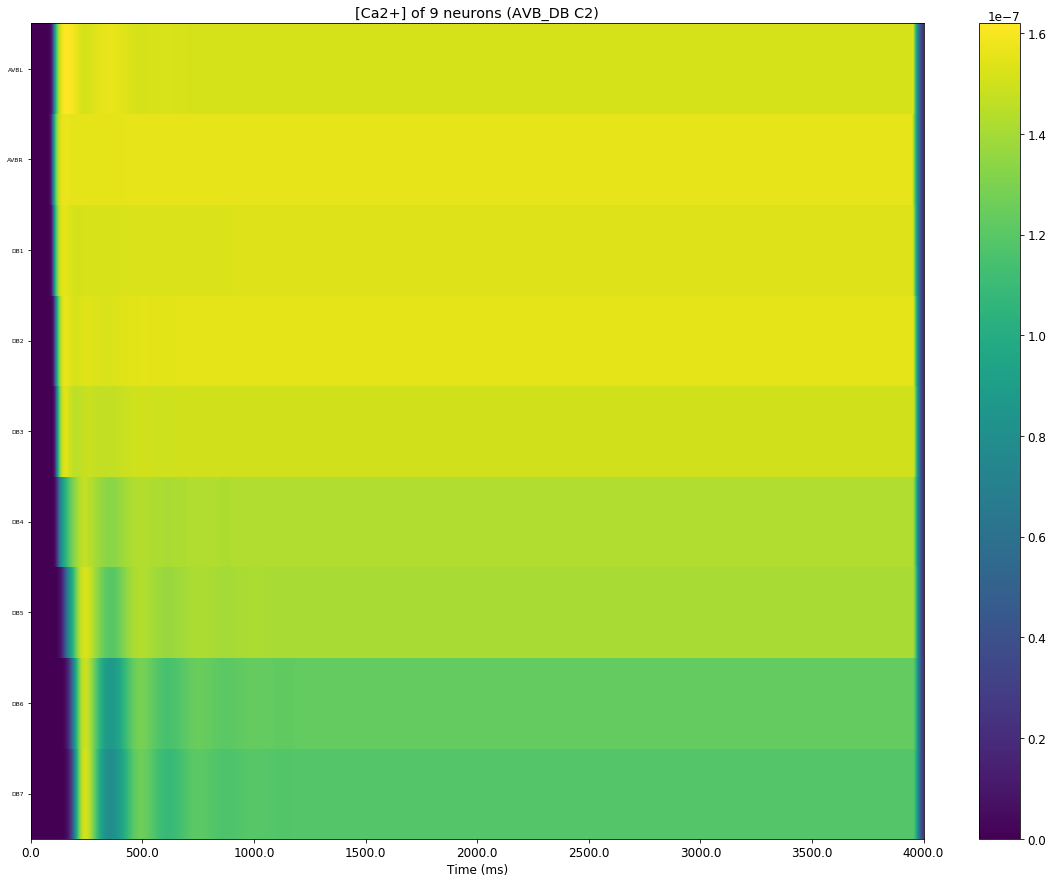 [Ca2+] of 9 neurons (AVB_DB C2)
1e−7
1.6
1.4
1.2
1.0
0.8
0.6
0.4
0.2
0.0
AVBL
AVBR
DB1
DB2
DB3
DB4
DB5
DB6
DB7
0.0 500.0 1000.0 1500.0 2000.0 2500.0 3000.0 3500.0 4000.0
Time (ms)